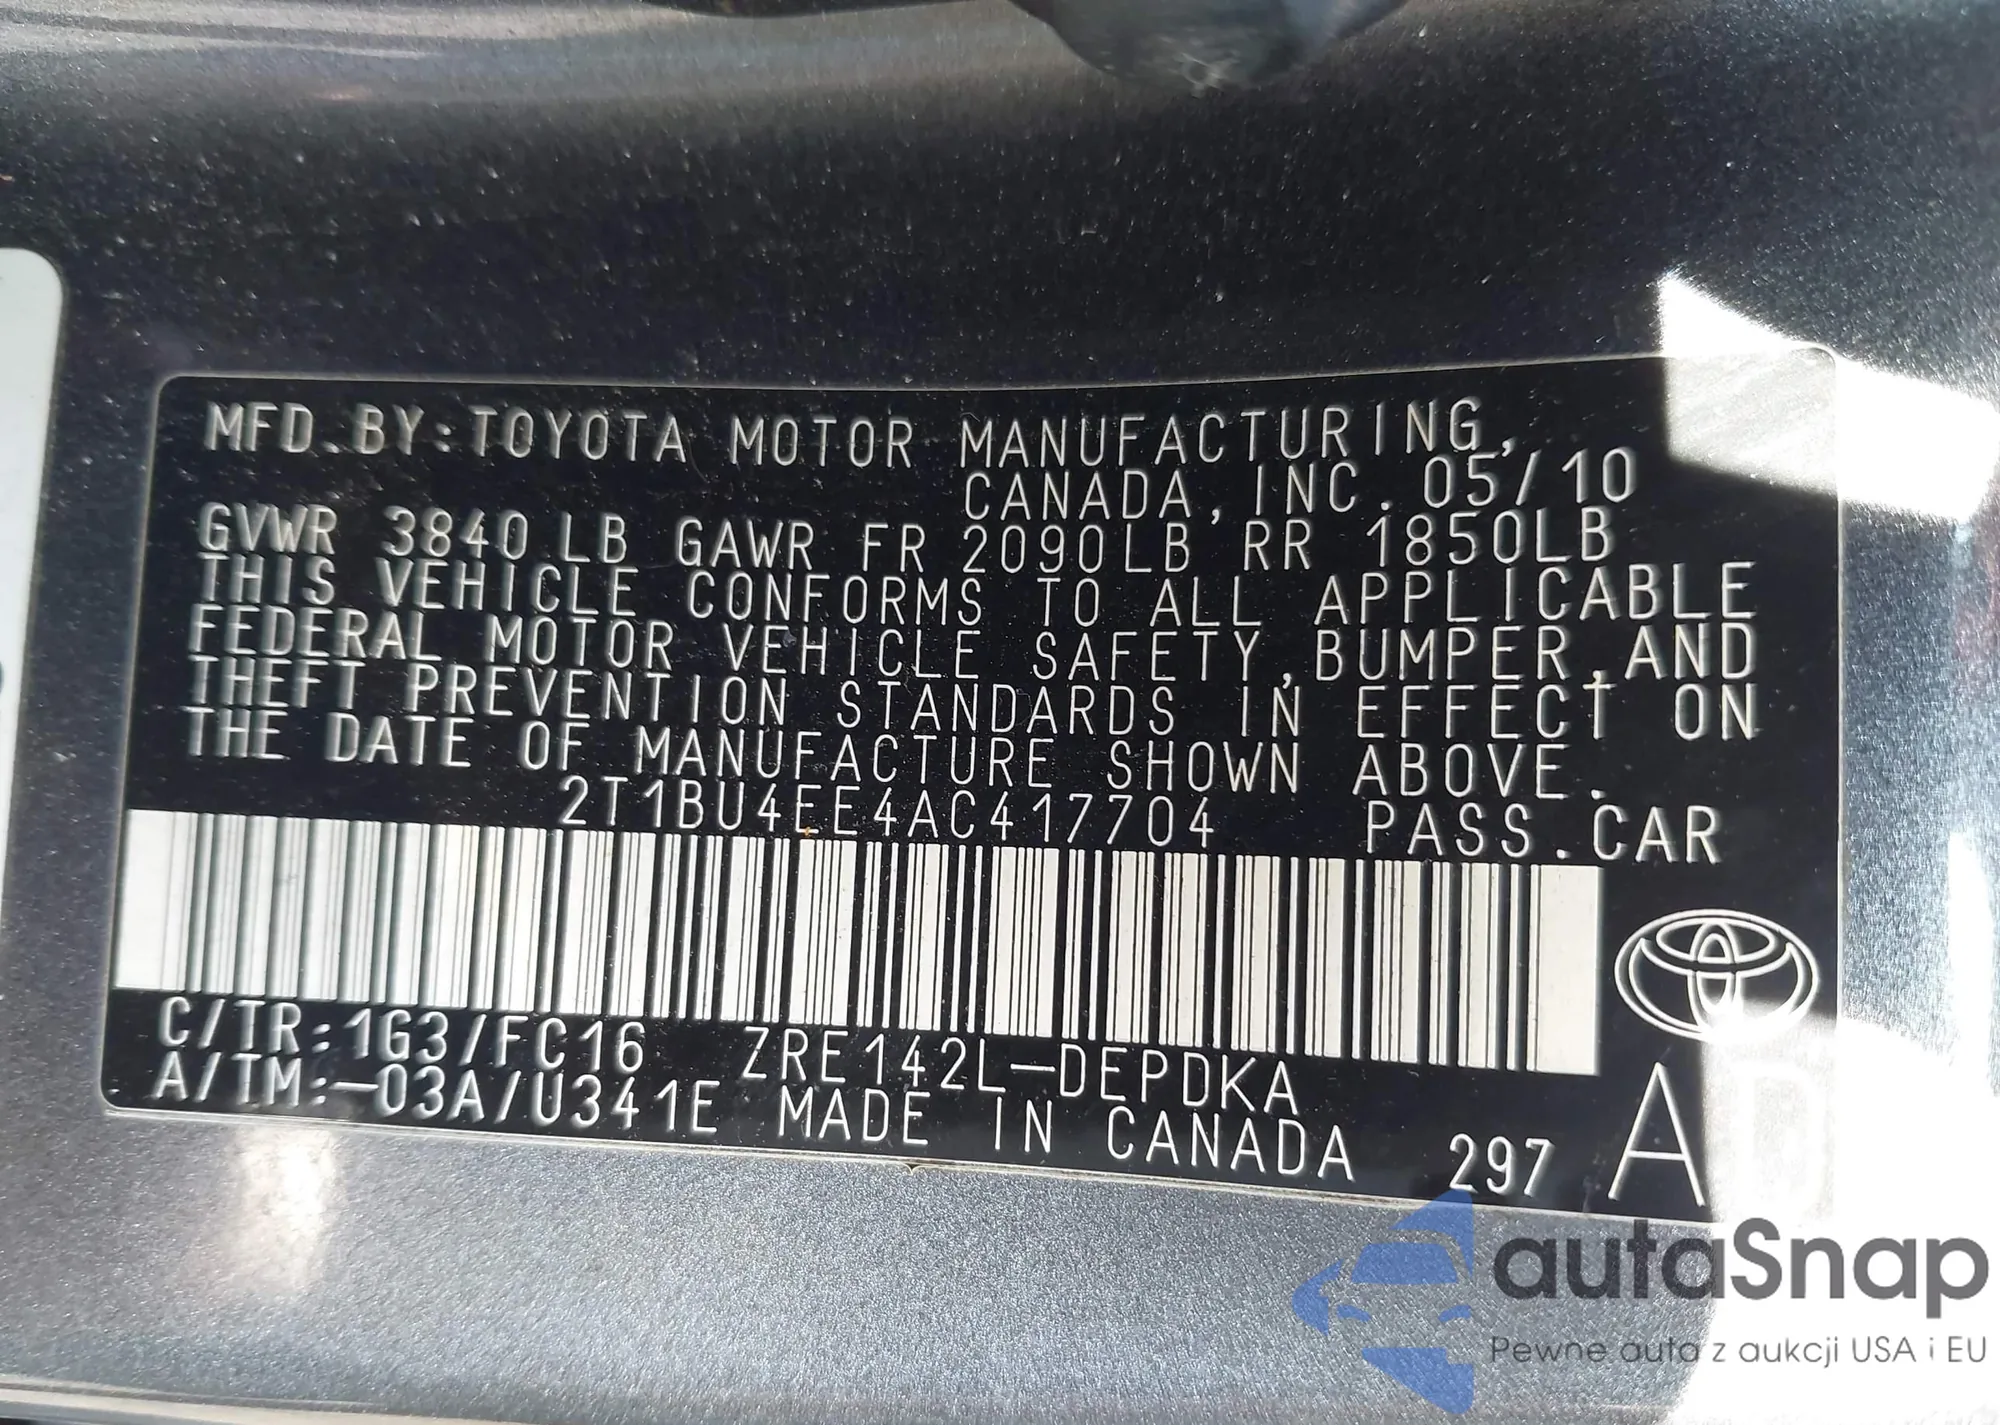 MFD.BY:TOYOTA MOTOR MANUFACTURING,
CANADA,INC.05/10
GVWR 3840LB GAWR FR 2090LB RR 1850LB
THIS VEHICLE CONFORMS TO ALL APPLICABLE
FEDERAL MOTOR VEHICLE SAFETY,BUMPER,AND
THEFT PREVENTION STANDARDS IN EFFECT ON
THE DATE OF MANUFACTURE SHOWN ABOVE.
2T1BU4EE4AC417704 PASS.CAR
C/TR:1G3/FC16 ZRE142L-DEPDKA
A/TM:-03A/U341E MADE IN CANADA 297 AD
autaSnap
Pewne auta z aukcji USA i EU